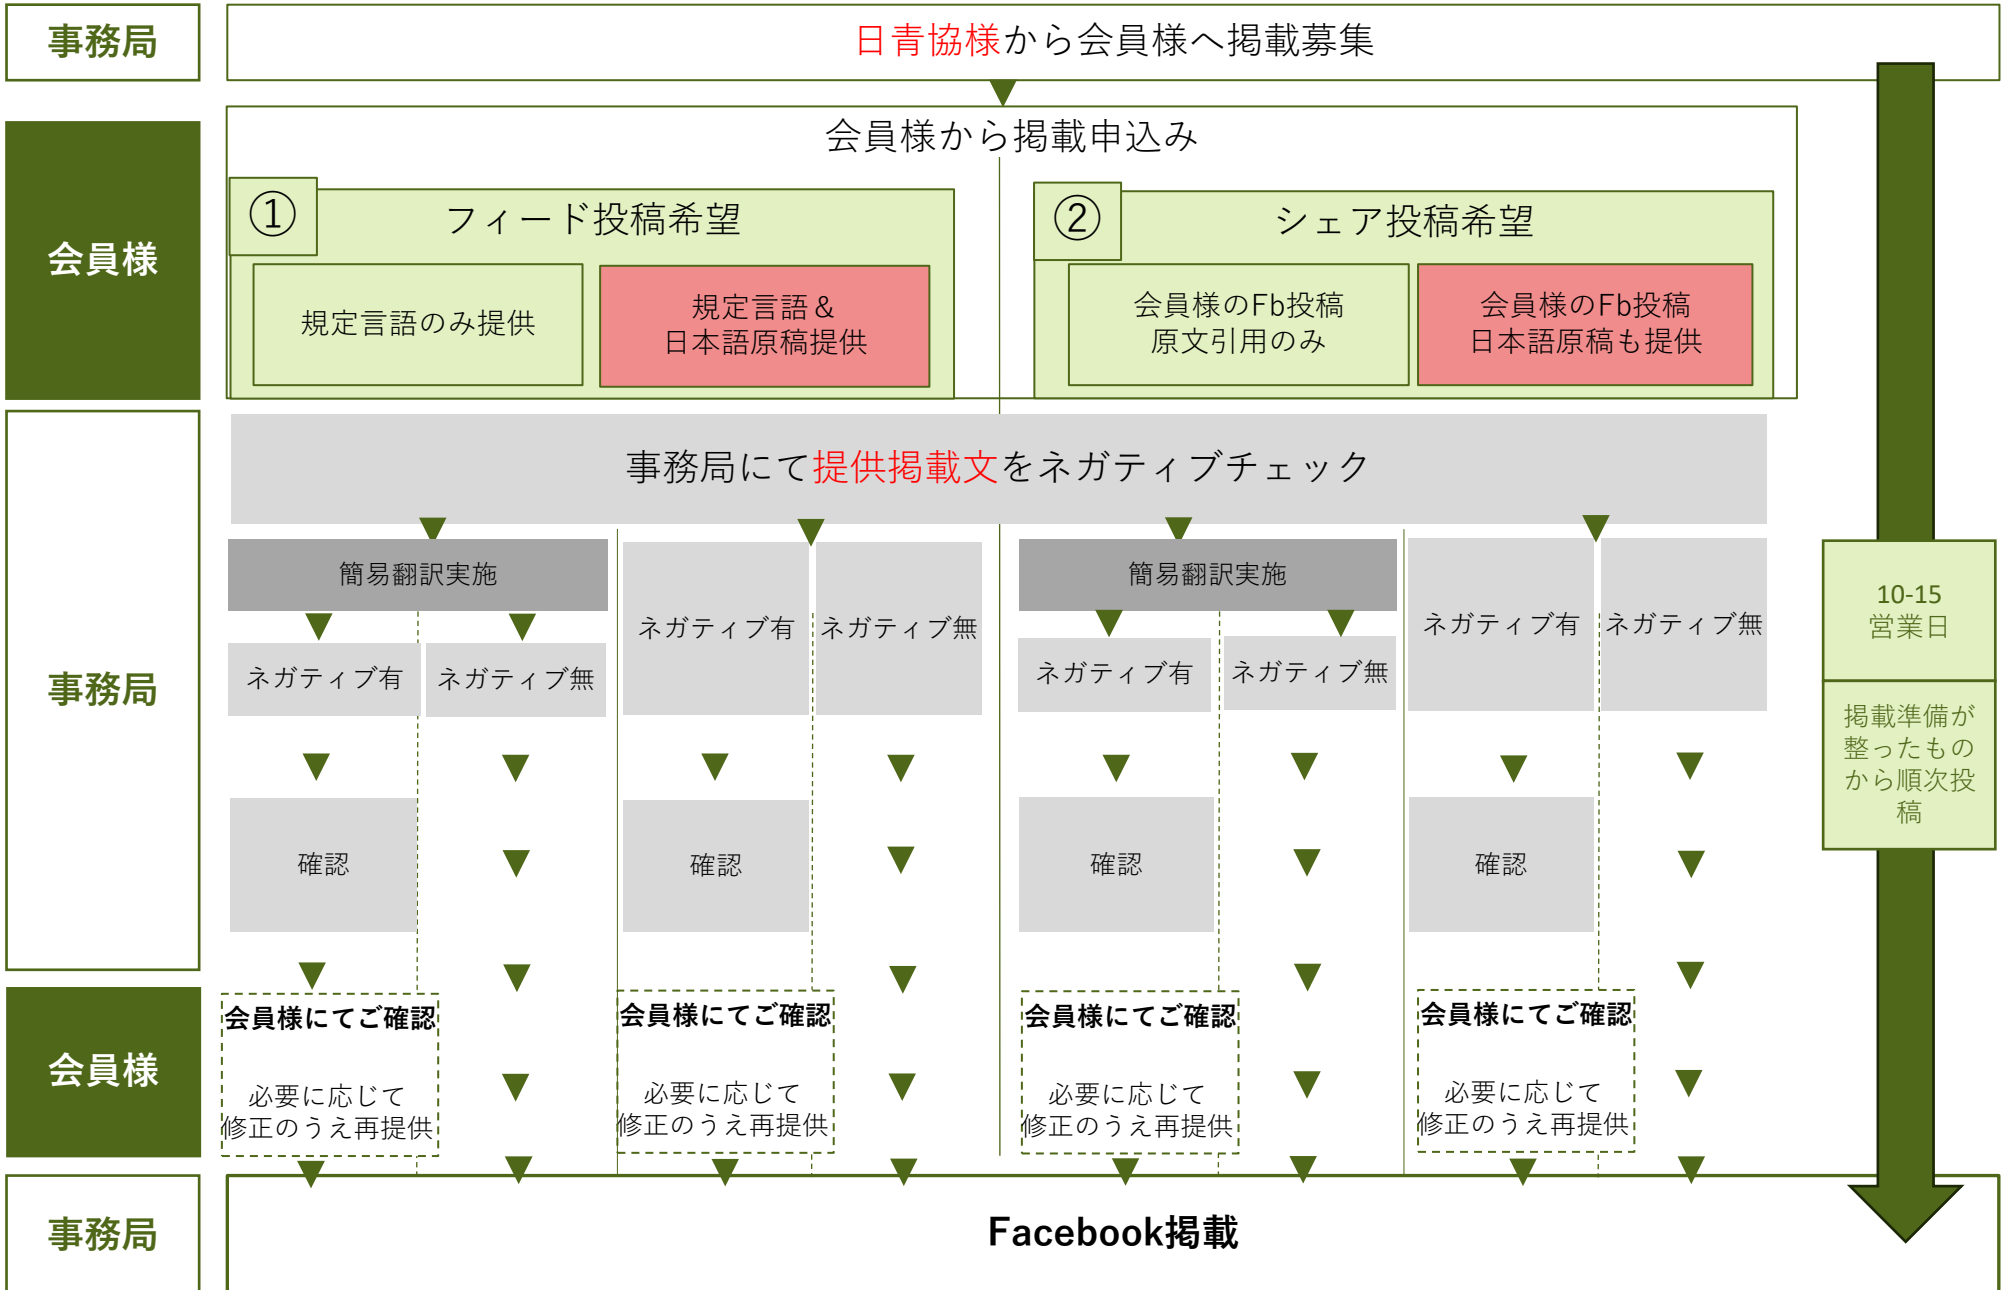 事務局
日青協様から会員様へ掲載募集
会員様
会員様から掲載申込み
①
フィード投稿希望
規定言語のみ提供
規定言語&
日本語原稿提供
②
シェア投稿希望
会員様のFb投稿
原文引用のみ
会員様のFb投稿
日本語原稿も提供
事務局
事務局にて提供掲載文をネガティブチェック
簡易翻訳実施
ネガティブ有
ネガティブ無
ネガティブ有
ネガティブ無
簡易翻訳実施
ネガティブ有
ネガティブ無
ネガティブ有
ネガティブ無
確認
確認
確認
確認
10-15
営業日
掲載準備が
整ったもの
から順次投
稿
会員様
会員様にてご確認
必要に応じて
修正のうえ再提供
会員様にてご確認
必要に応じて
修正のうえ再提供
会員様にてご確認
必要に応じて
修正のうえ再提供
会員様にてご確認
必要に応じて
修正のうえ再提供
事務局
Facebook掲載